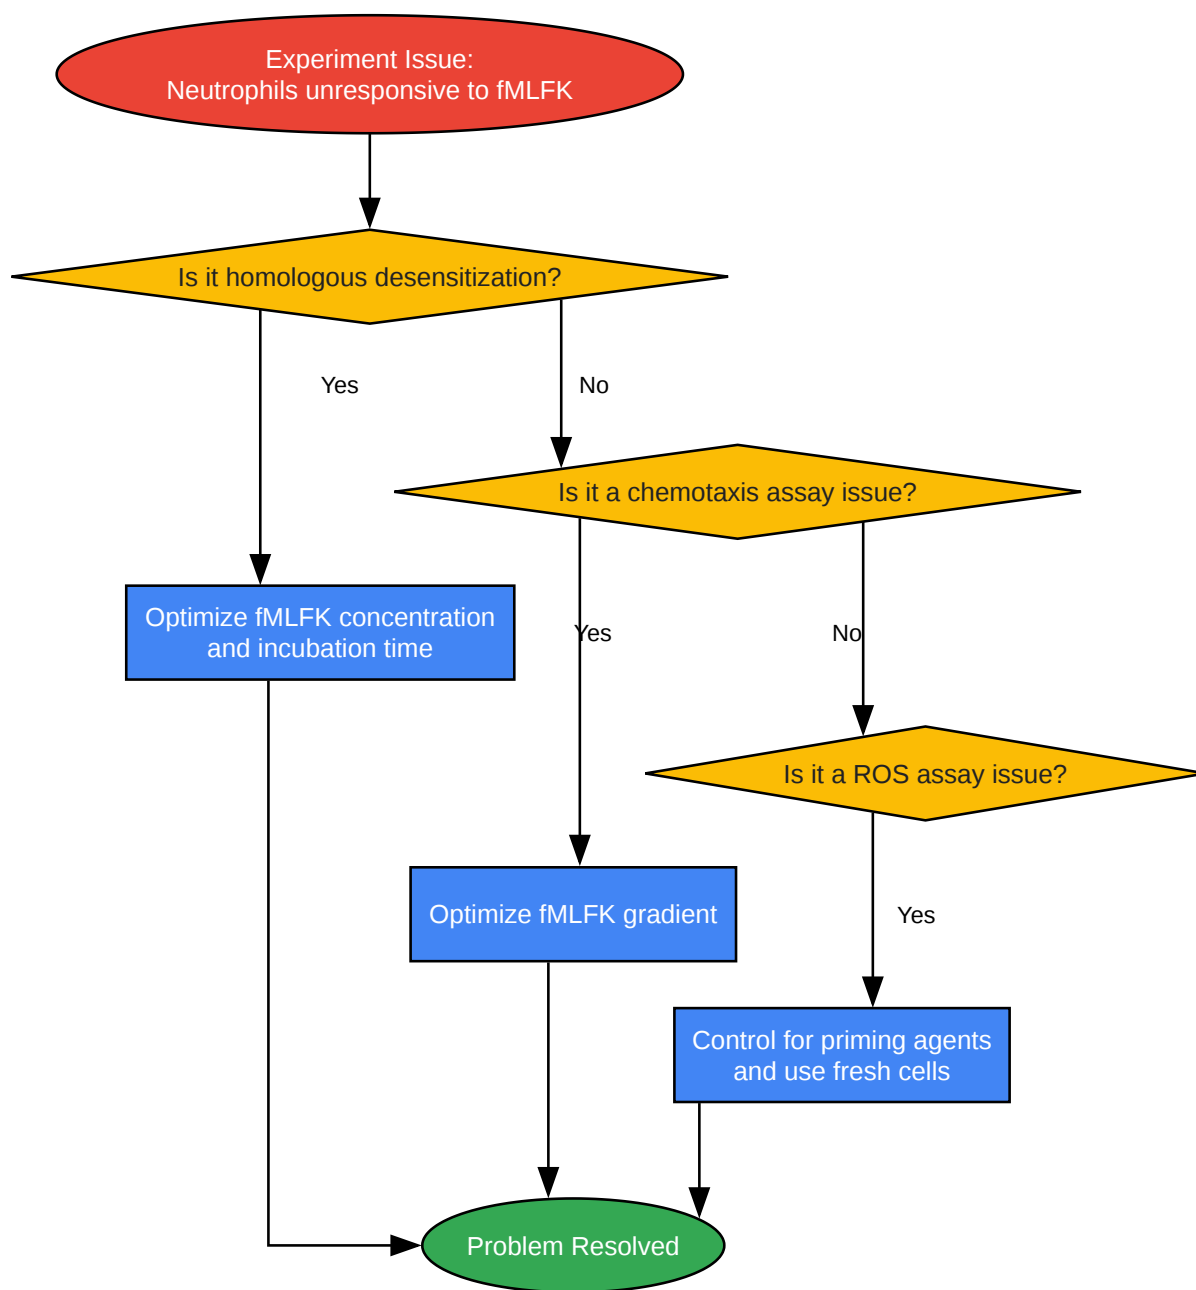 Experiment Issue:
Neutrophils unresponsive to fMLFK
Is it homologous desensitization?
Yes
No
Is it a chemotaxis assay issue?
Optimize fMLFK concentration
and incubation time
Yes
No
Is it a ROS assay issue?
Optimize fMLFK gradient
Yes
Control for priming agents
and use fresh cells
Problem Resolved